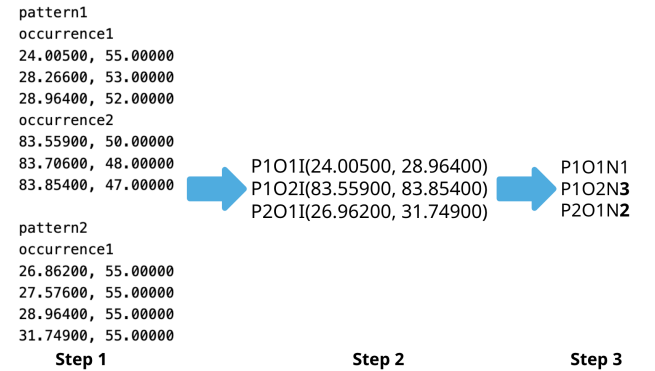 pattern1
occurrence1
24.00500, 55.00000
28.26600, 53.00000
28.96400, 52.00000
occurrence2
83.55900, 50.00000
83.70600, 48.00000
83.85400, 47.00000
pattern2
occurrence1
26.86200, 55.00000
27.57600, 55.00000
28.96400, 55.00000
31.74900, 55.00000
Step 1
P1O1I(24.00500, 28.96400)
P1O2I(83.55900, 83.85400)
P2O1I(26.96200, 31.74900)
Step 2
P1O1N1
P1O2N3
P2O1N2
Step 3